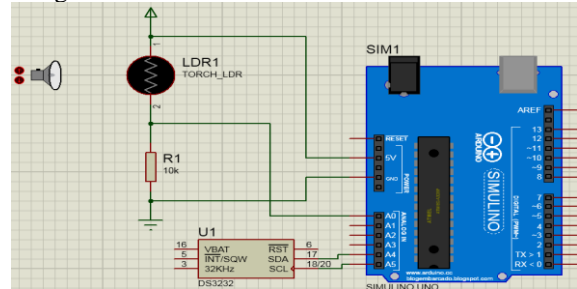 SIM1
LDR1
TORCH_LDR
1
2
R1
10k
U1
16
5
3
VBAT
INT/SQW
32KHz
RST
SDA
SCL
6
17
18/20
DS3232
RESET
5V
GND
POWER
A0
A1
A2
A3
A4
A5
ANALOG IN
AREF
13
12
~11
~10
~9
8
7
~6
~5
4
~3
2
TX > 1
RX < 0
DIGITAL (PWM~)
ARDUINO
SIMULINO
www.arduino.cc
blogembarcado.blogspot.com
SIMULINO UNO